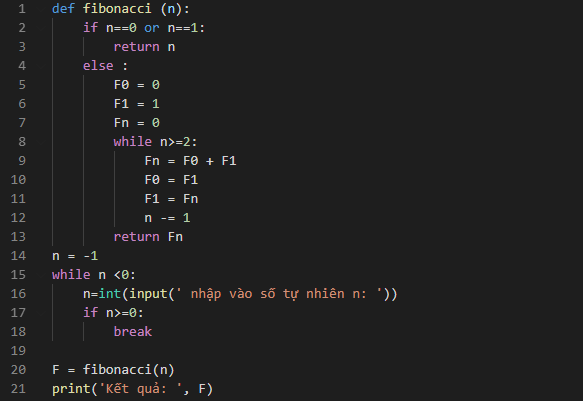 1 def fibonacci (n):
2     if n==0 or n==1:
3         return n
4     else :
5         F0 = 0
6         F1 = 1
7         Fn = 0
8         while n>=2:
9             Fn = F0 + F1
10             F0 = F1
11             F1 = Fn
12             n -= 1
13         return Fn
14 n = -1
15 while n <0:
16     n=int(input(' nhập vào số tự nhiên n: '))
17     if n>=0:
18         break
19
20 F = fibonacci(n)
21 print('Kết quả: ', F)